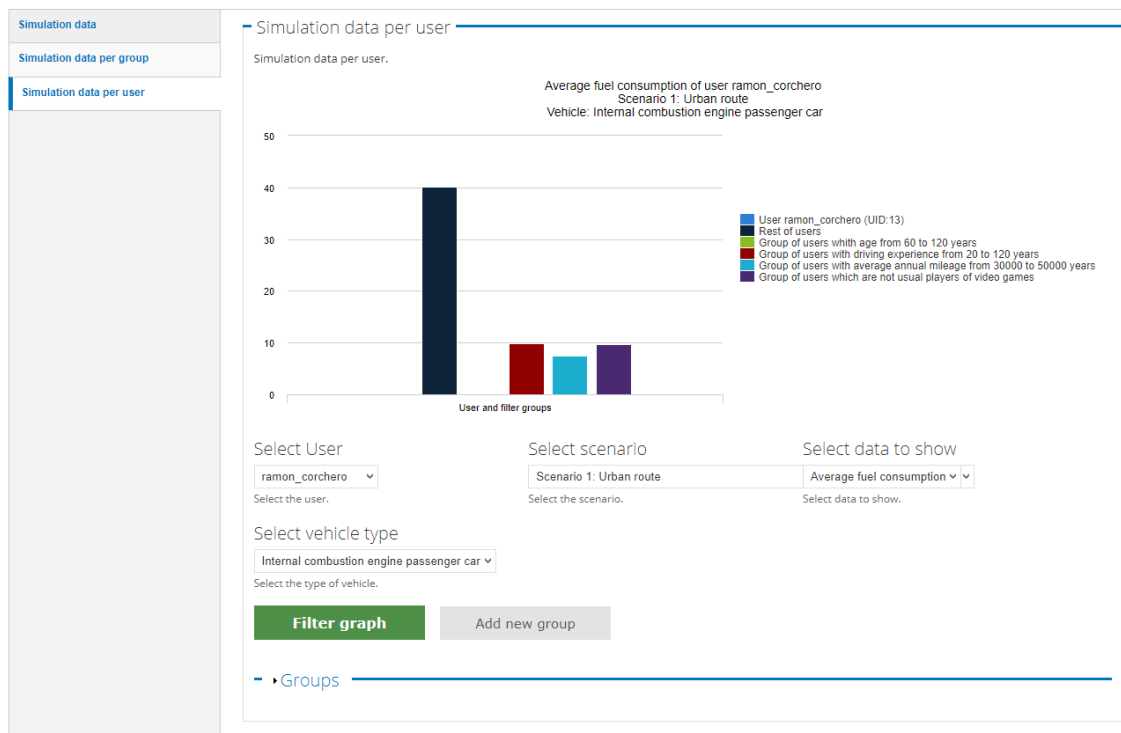 Simulation data
Simulation data per group
Simulation data per user
Simulation data per user
Simulation data per user.
Average fuel consumption of user ramon_corchero
Scenario 1: Urban route
Vehicle: Internal combustion engine passenger car
50
40
30
20
10
0
User and filter groups
User ramon_corchero (UID:13)
Rest of users
Group of users whith age from 60 to 120 years
Group of users with driving experience from 20 to 120 years
Group of users with average annual mileage from 30000 to 50000 years
Group of users which are not usual players of video games
Select User
ramon_corchero
Select the user.
Select scenario
Scenario 1: Urban route
Select the scenario.
Select data to show
Average fuel consumption
Select data to show.
Select vehicle type
Internal combustion engine passenger car
Select the type of vehicle.
Filter graph
Add new group
Groups